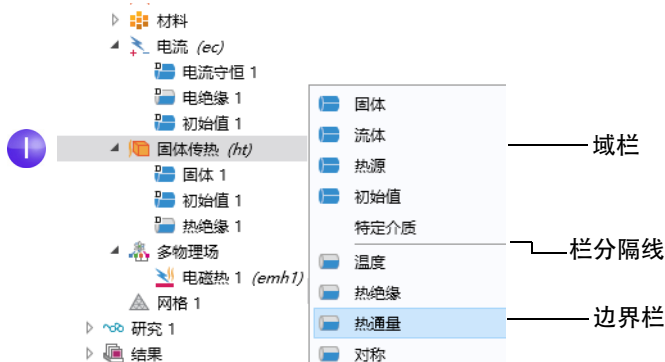 材料
电流 (ec)
电流守恒 1
电绝缘 1
初始值 1
固体传热 (ht)
固体 1
初始值 1
热绝缘 1
多物理场
电磁热 1 (emh1)
网格 1
研究 1
结果
固体
流体
热源
初始值
特定介质
温度
热绝缘
热通量
对称
域栏
栏分隔线
边界栏